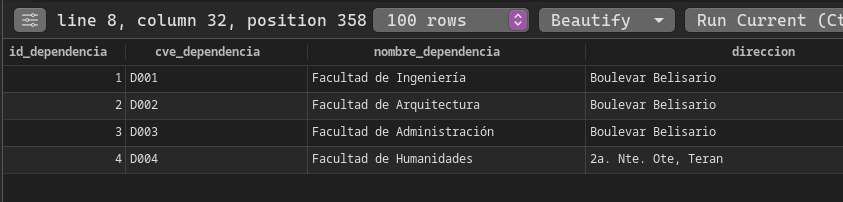 line 8, column 32, position 358 100 rows Beautify Run Current (Ct
id_dependencia cve_dependencia nombre_dependencia direccion
1 D001 Facultad de Ingeniería Boulevar Belisario
2 D002 Facultad de Arquitectura Boulevar Belisario
3 D003 Facultad de Administración Boulevar Belisario
4 D004 Facultad de Humanidades 2a. Nte. Ote, Teran